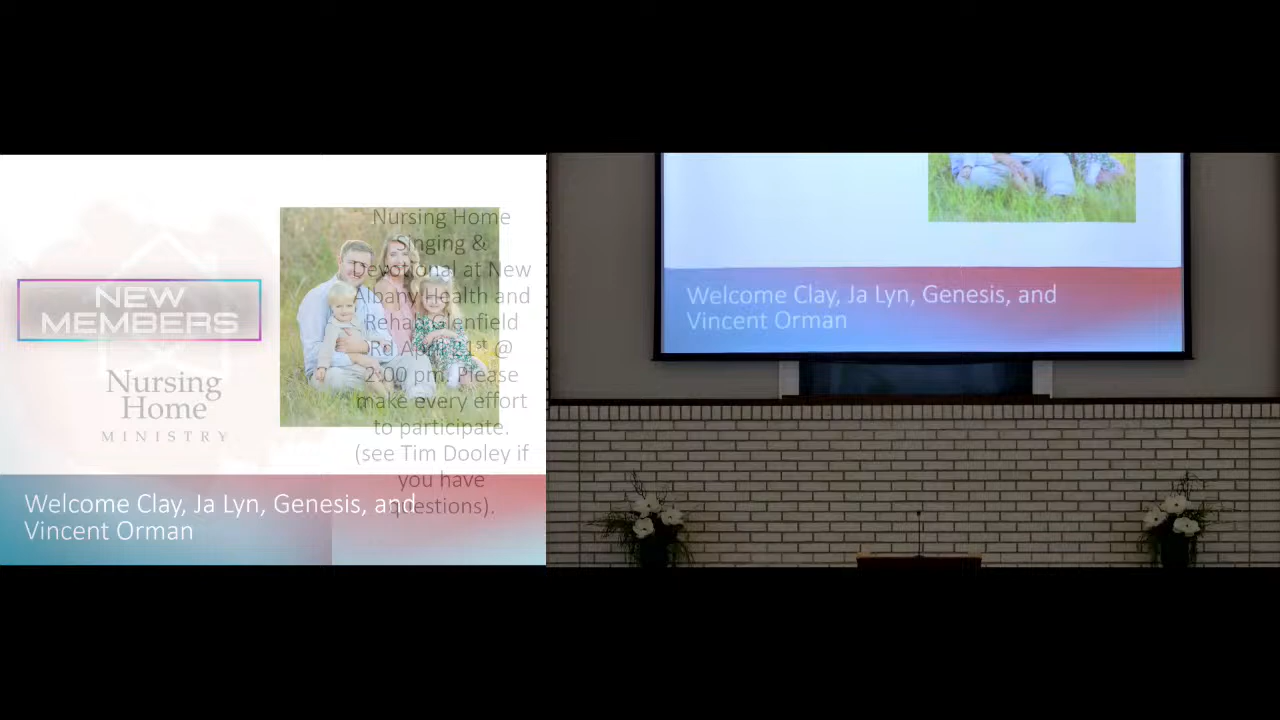 NEW
MEMBERS
Nursing
Home
MINISTRY
Nursing Home
Singing &
Devotional at New
Albany Health and
Rehab Glenfield
Rd April 21st @
2:00 pm. Please
make every effort
to participate.
(see Tim Dooley if
you have
questions).
Welcome Clay, Ja Lyn, Genesis, and
Vincent Orman
Welcome Clay, Ja Lyn, Genesis, and
Vincent Orman